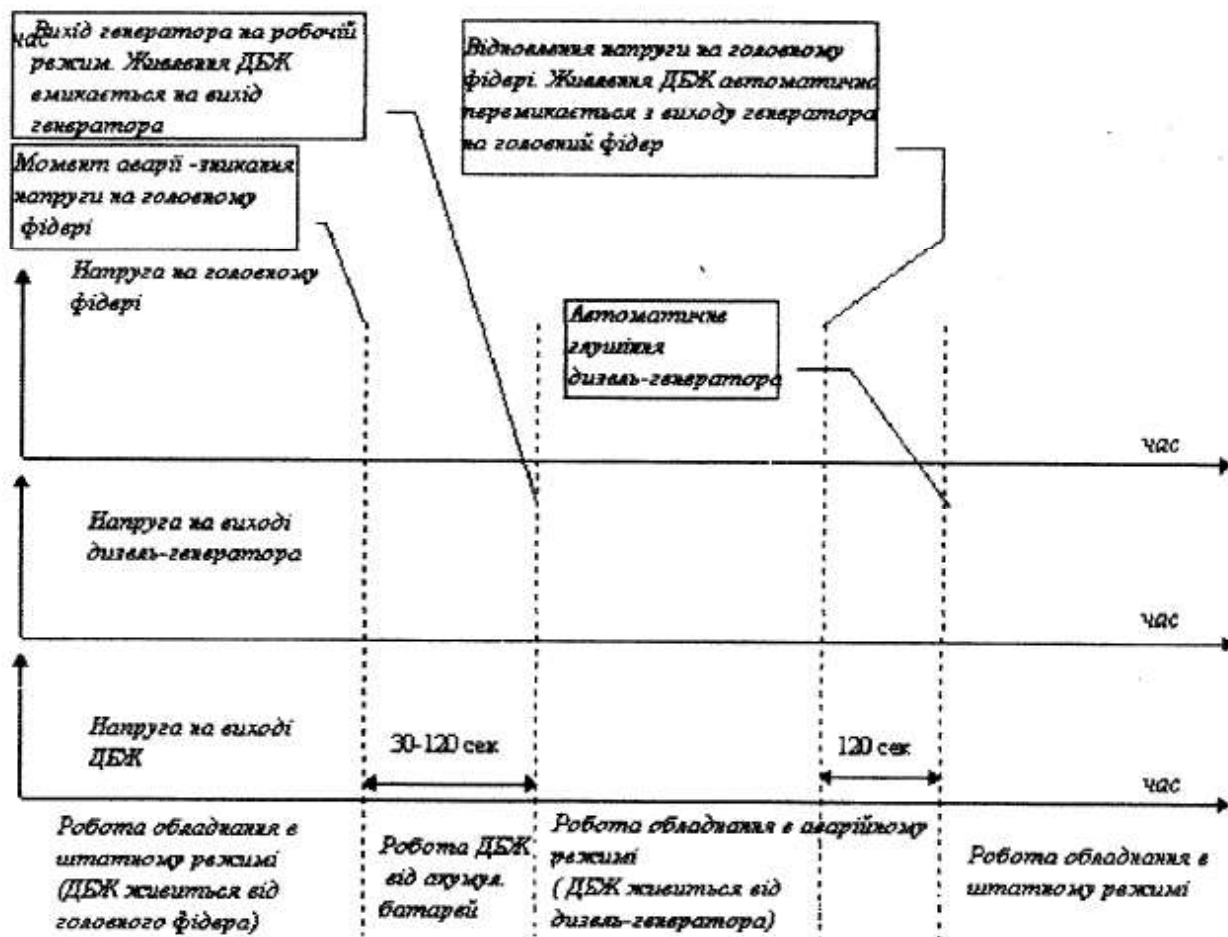 час
Вихід генератора на робочій
режим. Живлення ДБЖ
вмикається на вихід
генератора
Момент аварії -зникання
напруги на головному
фідері
Відновлення напруги на головному
фідері. Живлення ДБЖ автоматично
перемикається з виходу генератора
на головний фідер
Напруга на головному
фідері
Автоматичне
глушіння
дизель-генератора
час
Напруга на виході
дизель-генератора
час
Напруга на виході
ДБЖ
30-120 сек
120 сек
час
Робота обладнання в
штатному режимі
(ДБЖ живиться від
головного фідера)
Робота ДБЖ
від акумул.
батарей
Робота обладнання в аварійному
режимі
( ДБЖ живиться від
дизель-генератора)
Робота обладнання в
штатному режимі